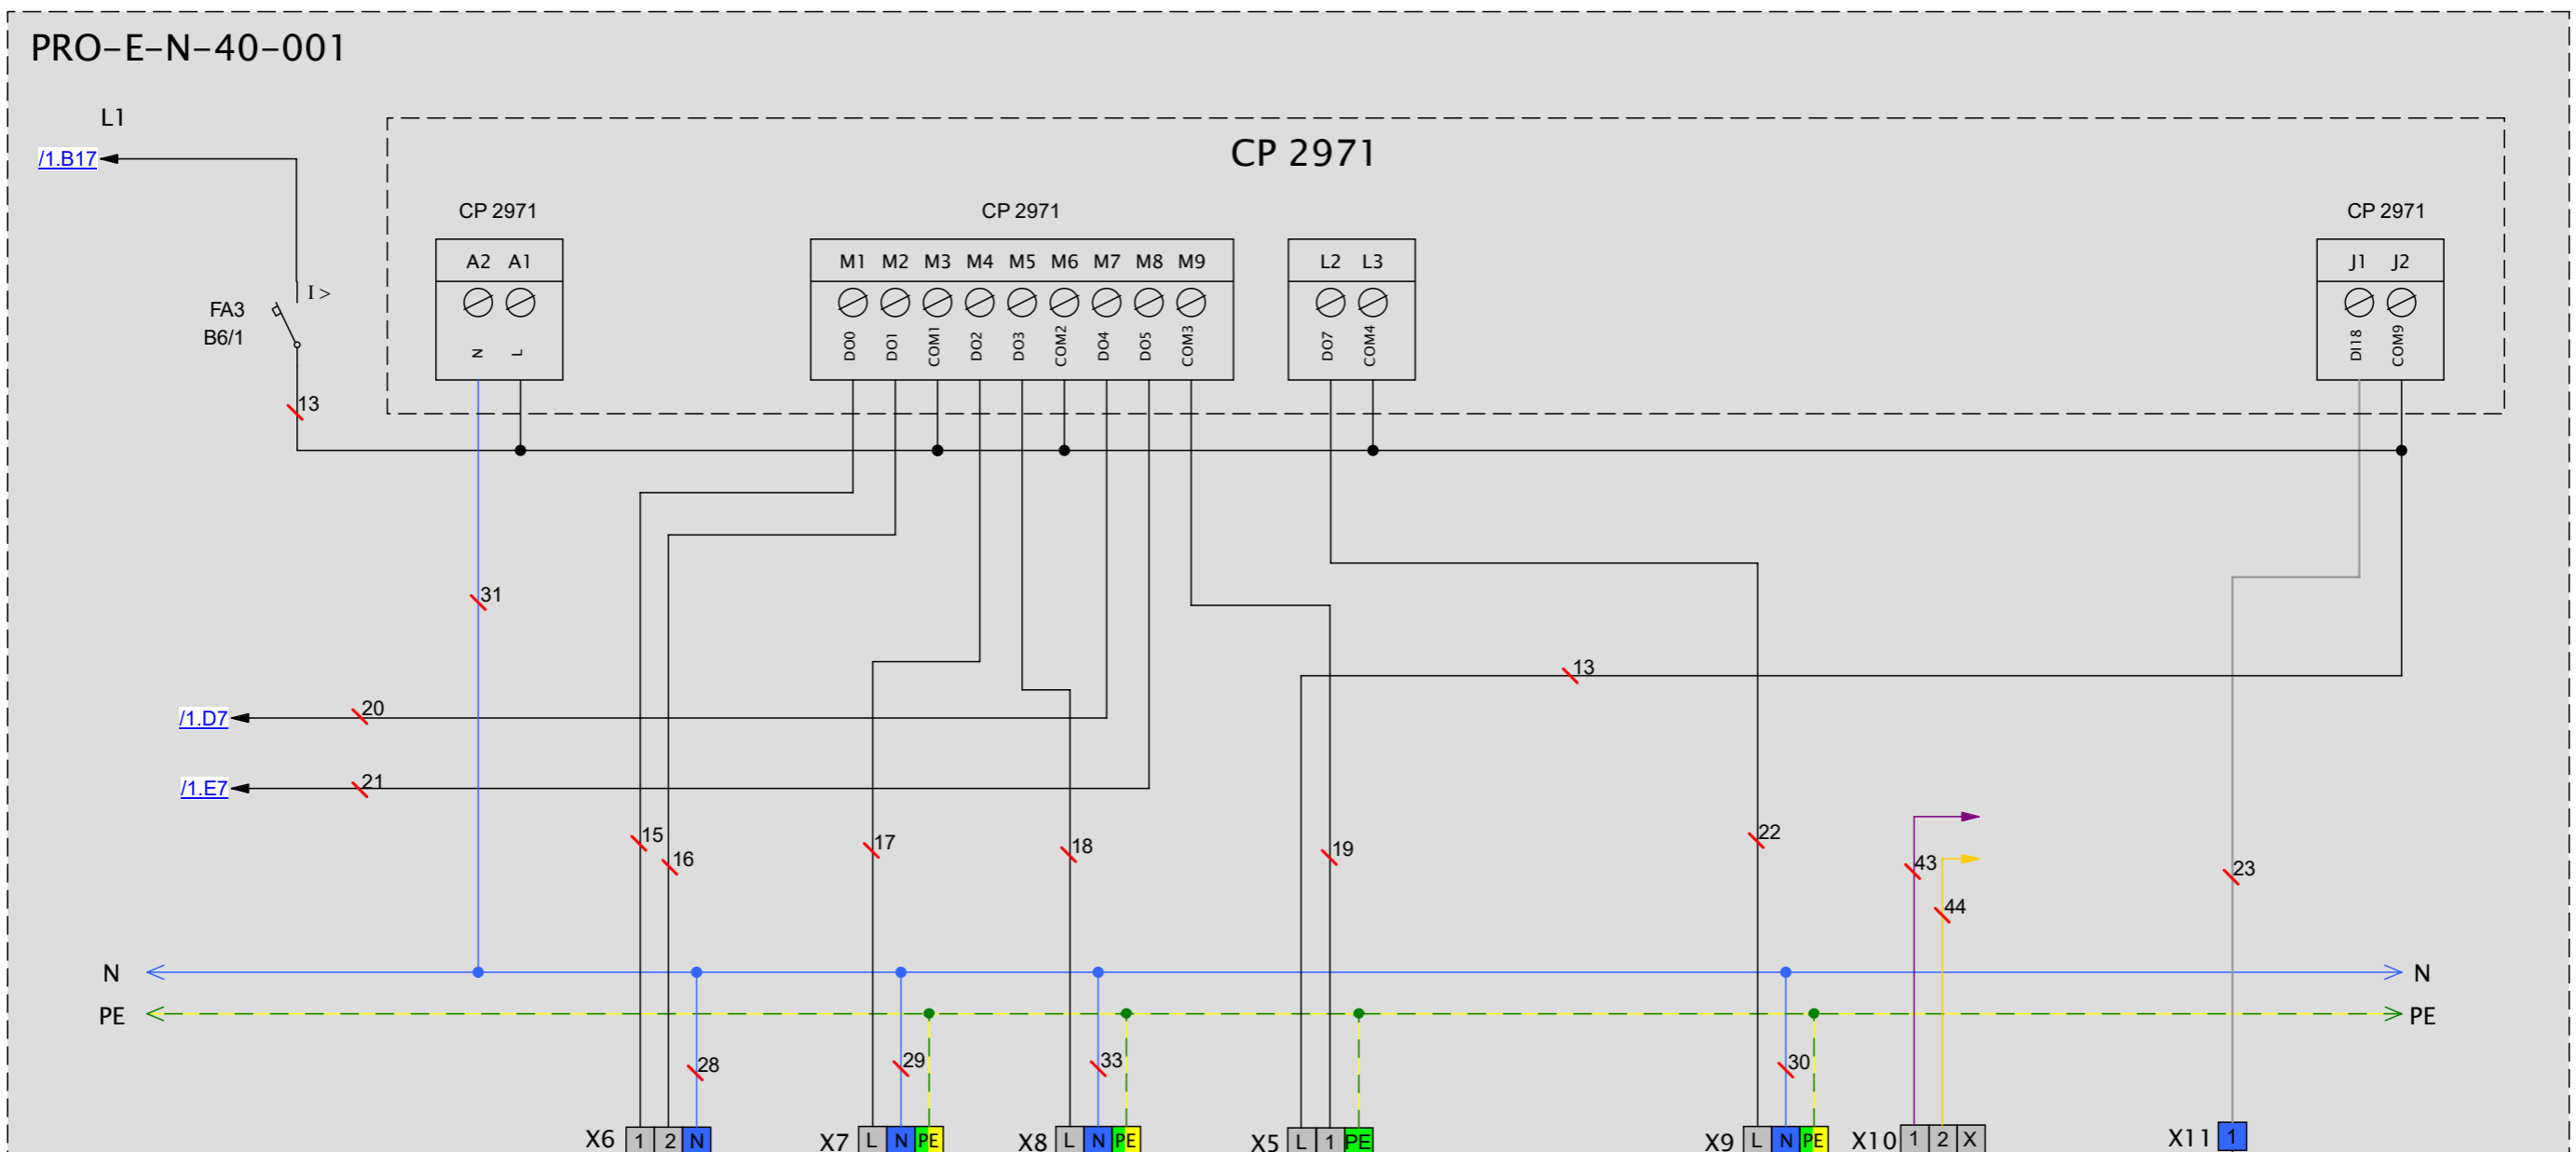 PRO-E-N-40-001
L1
/1.B17
CP 2971
CP 2971
CP 2971
CP 2971
A2 A1
M1 M2 M3 M4 M5 M6 M7 M8 M9
L2 L3
J1 J2
I >
FA3
B6/1
N L
DO0 DO1 COM1 DO2 DO3 COM2 DO4 DO5 COM3
DO7 COM4
DI18 COM9
13
31
13
/1.D7
20
/1.E7
21
15
16
17
18
19
22
43
44
23
N
N
PE
PE
28
29
33
30
X6 1 2 N
X7 L N PE
X8 L N PE
X5 L 1 PE
X9 L N PE
X10 1 2 X
X11 1